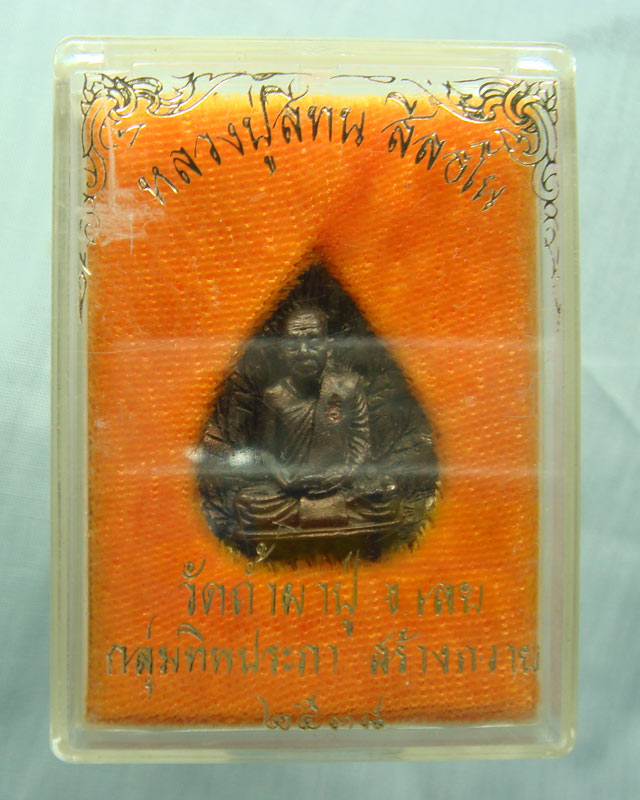 หลวงปู่สีทน สีลธโน
วัดถ้ำผาปู่ จ.เลย
กลุ่มทิพประภา สร้างถวาย
๒๕๓๗